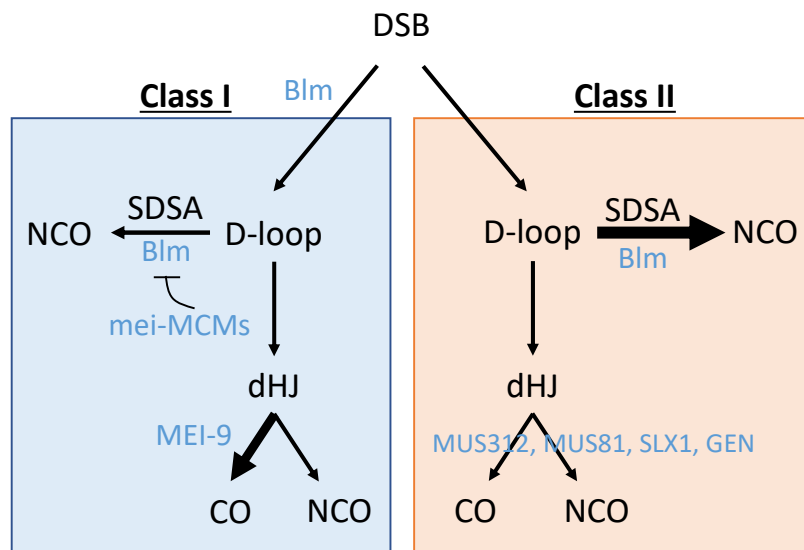 DSB
Class I
Blm
Class II
SDSA
NCO
D-loop
Blm
mei-MCMs
dHJ
MEI-9
CO
NCO
SDSA
D-loop
NCO
Blm
dHJ
MUS312, MUS81, SLX1, GEN
CO
NCO